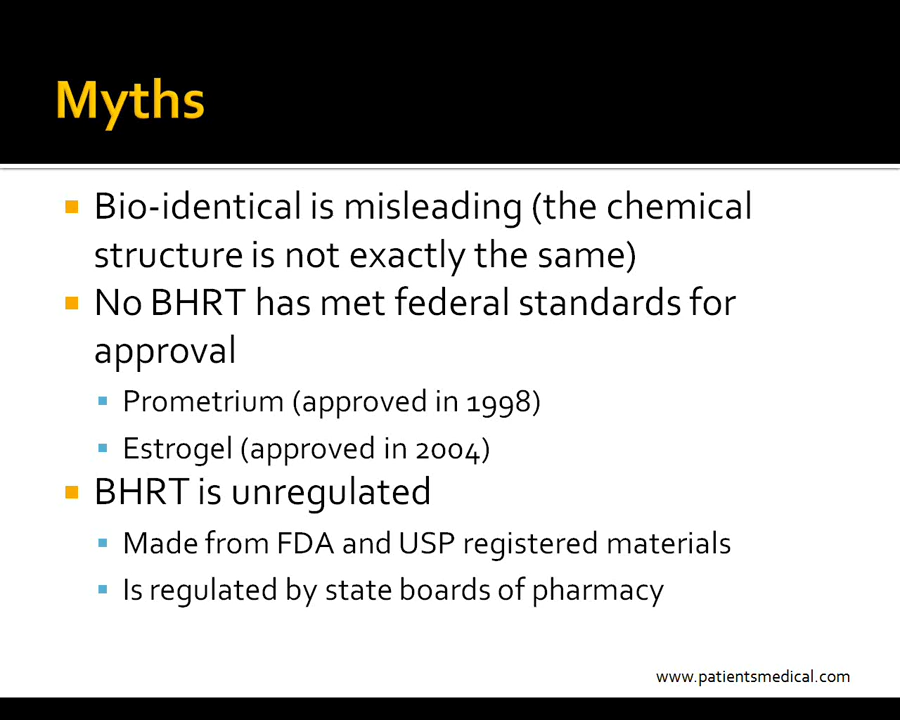 Myths
Bio-identical is misleading (the chemical
structure is not exactly the same)
No BHRT has met federal standards for
approval
Prometrium (approved in 1998)
Estrogel (approved in 2004)
BHRT is unregulated
Made from FDA and USP registered materials
Is regulated by state boards of pharmacy
www.patientsmedical.com